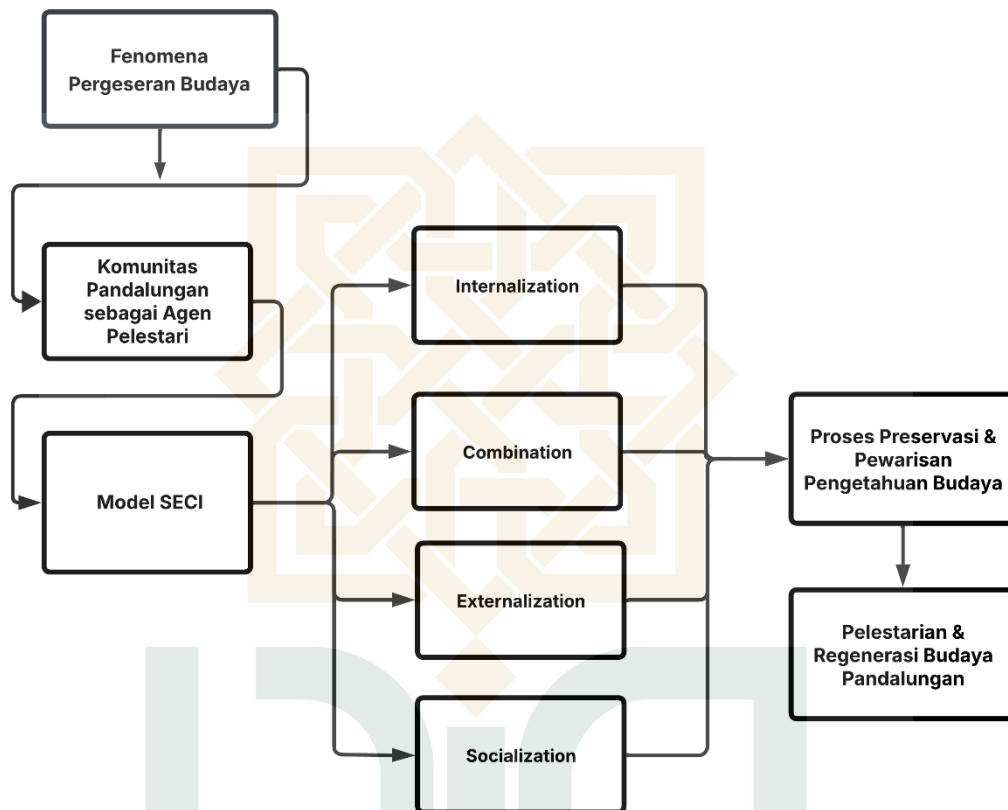 Fenomena
Pergeseran Budaya
Komunitas
Pandalungan
sebagai Agen
Pelestari
Model SECI
Internalization
Combination
Externalization
Socialization
Proses Preservasi &
Pewarisan
Pengetahuan Budaya
Pelestarian &
Regenerasi Budaya
Pandalungan